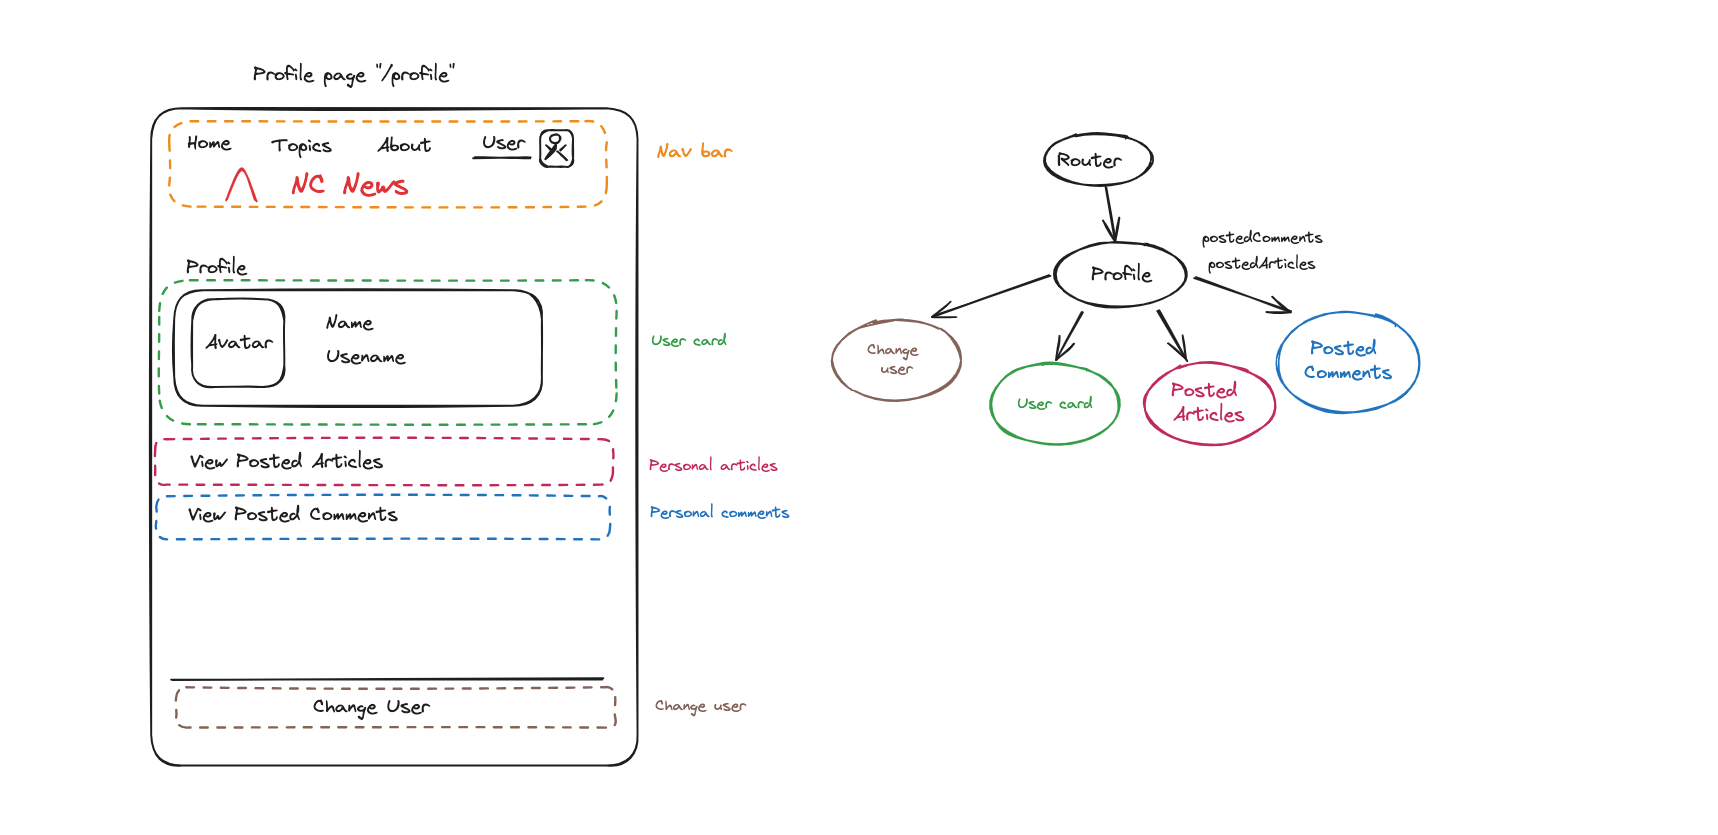 Profile page "/profile"
Home Topics About User
NC News
Nav bar
Profile
Avatar
Name
Usename
User card
View Posted Articles
Personal articles
View Posted Comments
Personal comments
Change User
Change user
Router
Profile
postedComments
postedArticles
Change
user
User card
Posted
Articles
Posted
Comments